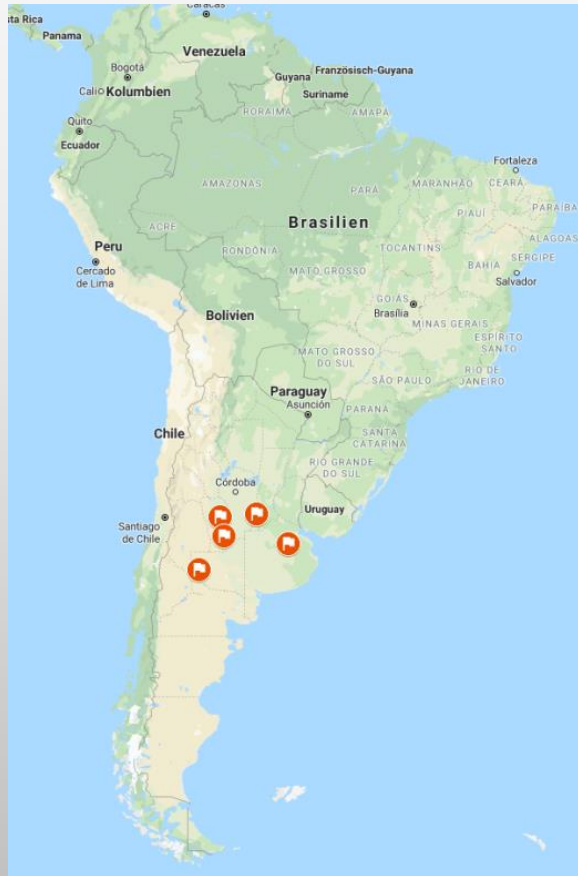 Caracas
sta Rica
Panama
Venezuela
Bogotá
Guyana
Französisch-Guyana
Cali
Kolumbien
Suriname
RORAIMA
AMAPÁ
Quito
Ecuador
Fortaleza
AMAZONAS
PARÁ
MARANHÃO
CEARÁ
PARAÍBA
PIAUÍ
ACRE
Brasilien
ALAGOAS
Peru
RONDÔNIA
TOCANTINS
SERGIPE
Cercado
de Lima
MATO GROSSO
BAHIA
Salvador
GOIÁS
Brasília
Bolivien
MINAS GERAIS
MATO GROSSO
DO SUL
ESPÍRITO
SANTO
SÃO PAULO
RIO DE
JANEIRO
Paraguay
Asunción
PARANÁ
Chile
SANTA
CATARINA
RIO GRANDE
DO SUL
Córdoba
Uruguay
Santiago
de Chile